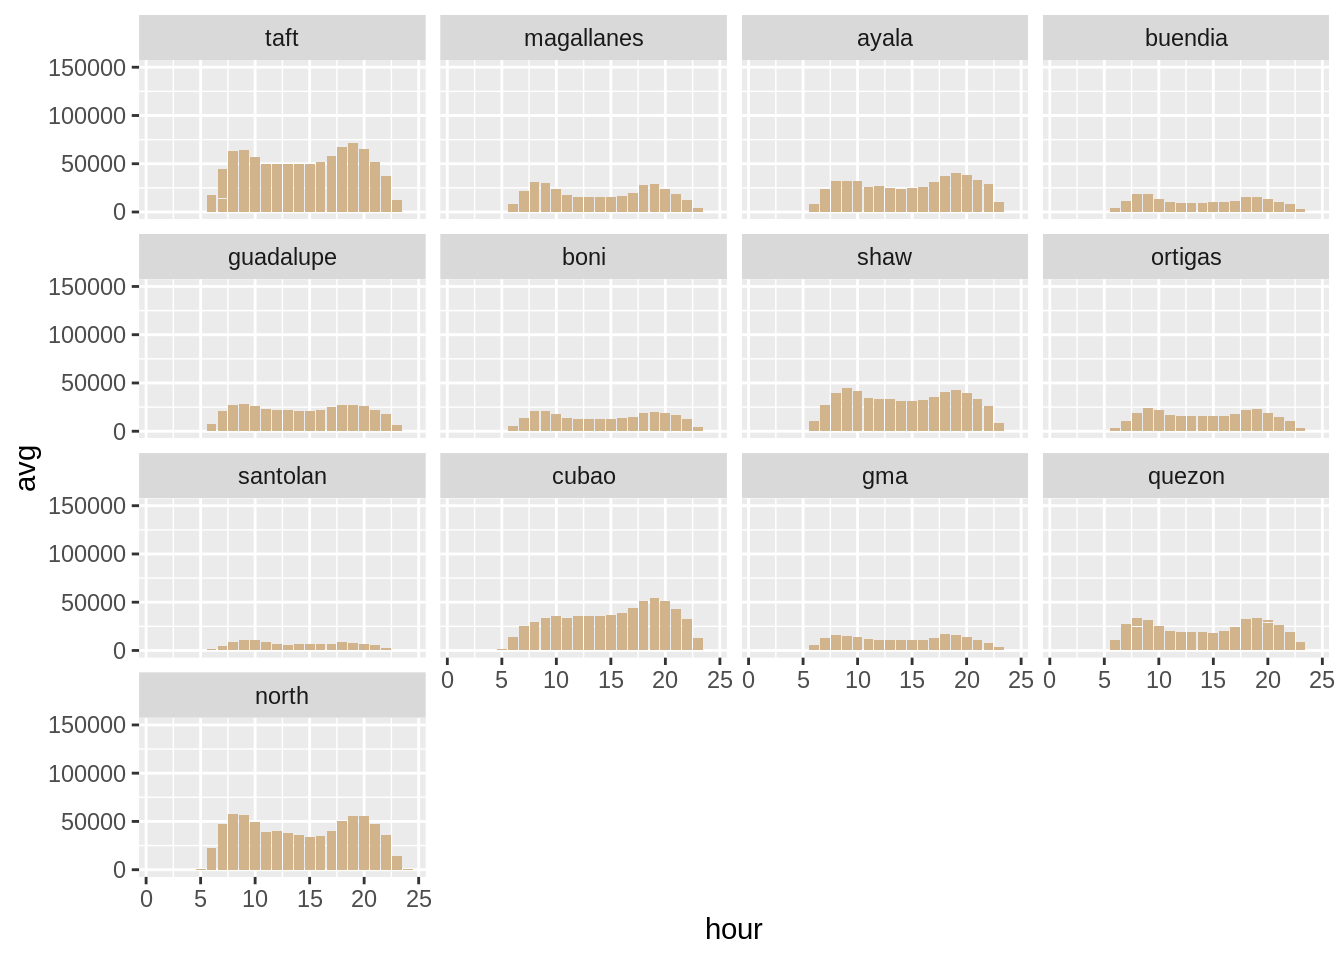 taft magallanes ayala buendia
150000
100000
50000
0
guadalupe boni shaw ortigas
150000
100000
50000
0
avg
santolan cubao gma quezon
150000
100000
50000
0
0 5 10 15 20 25 0 5 10 15 20 25 0 5 10 15 20 25
north
150000
100000
50000
0
0 5 10 15 20 25
hour